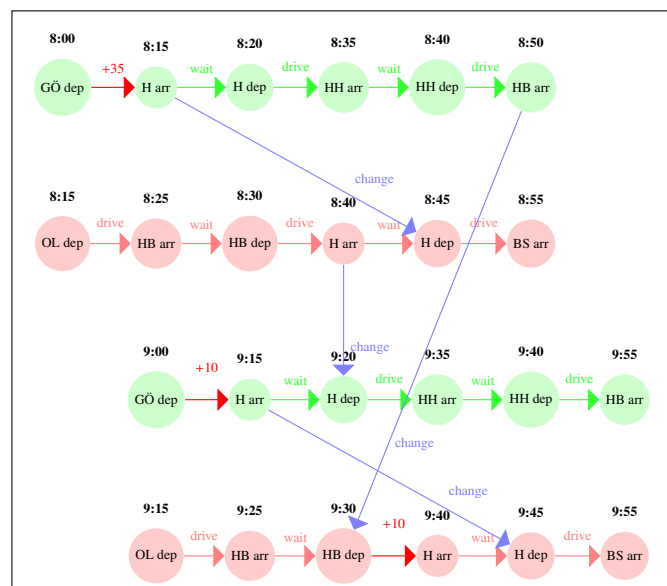 8:00 8:15 8:20 8:35 8:40 8:50
+35 wait drive wait drive
GÖ dep H arr H dep HH arr HH dep HB arr
change
8:15 8:25 8:30 8:40 8:45 8:55
drive wait drive wait drive
OL dep HB arr HB dep H arr H dep BS arr
change
9:00 9:15 9:20 9:35 9:40 9:55
+10 wait drive wait drive
GÖ dep H arr H dep HH arr HH dep HB arr
change
change
9:15 9:25 9:30 9:40 9:45 9:55
drive wait +10 wait drive
OL dep HB arr HB dep H arr H dep BS arr